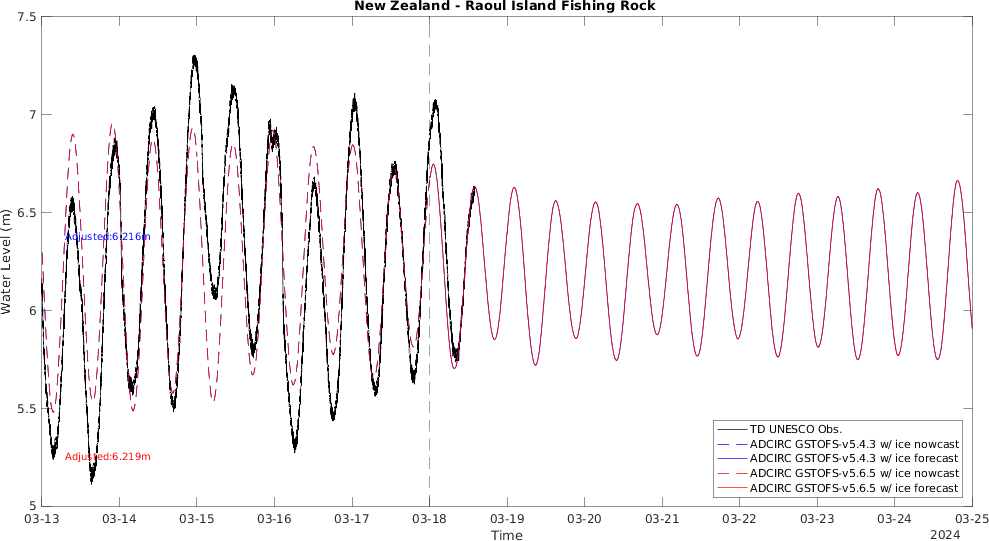 New Zealand - Raoul Island Fishing Rock
7.5
7
6.5
6
5.5
5
Water Level (m)
Adjusted:6.216m
Adjusted:6.219m
TD UNESCO Obs.
ADCIRC GSTOFS-v5.4.3 w/ ice nowcast
ADCIRC GSTOFS-v5.4.3 w/ ice forecast
ADCIRC GSTOFS-v5.6.5 w/ ice nowcast
ADCIRC GSTOFS-v5.6.5 w/ ice forecast
03-13 03-14 03-15 03-16 03-17 03-18 03-19 03-20 03-21 03-22 03-23 03-24 03-25
Time
2024